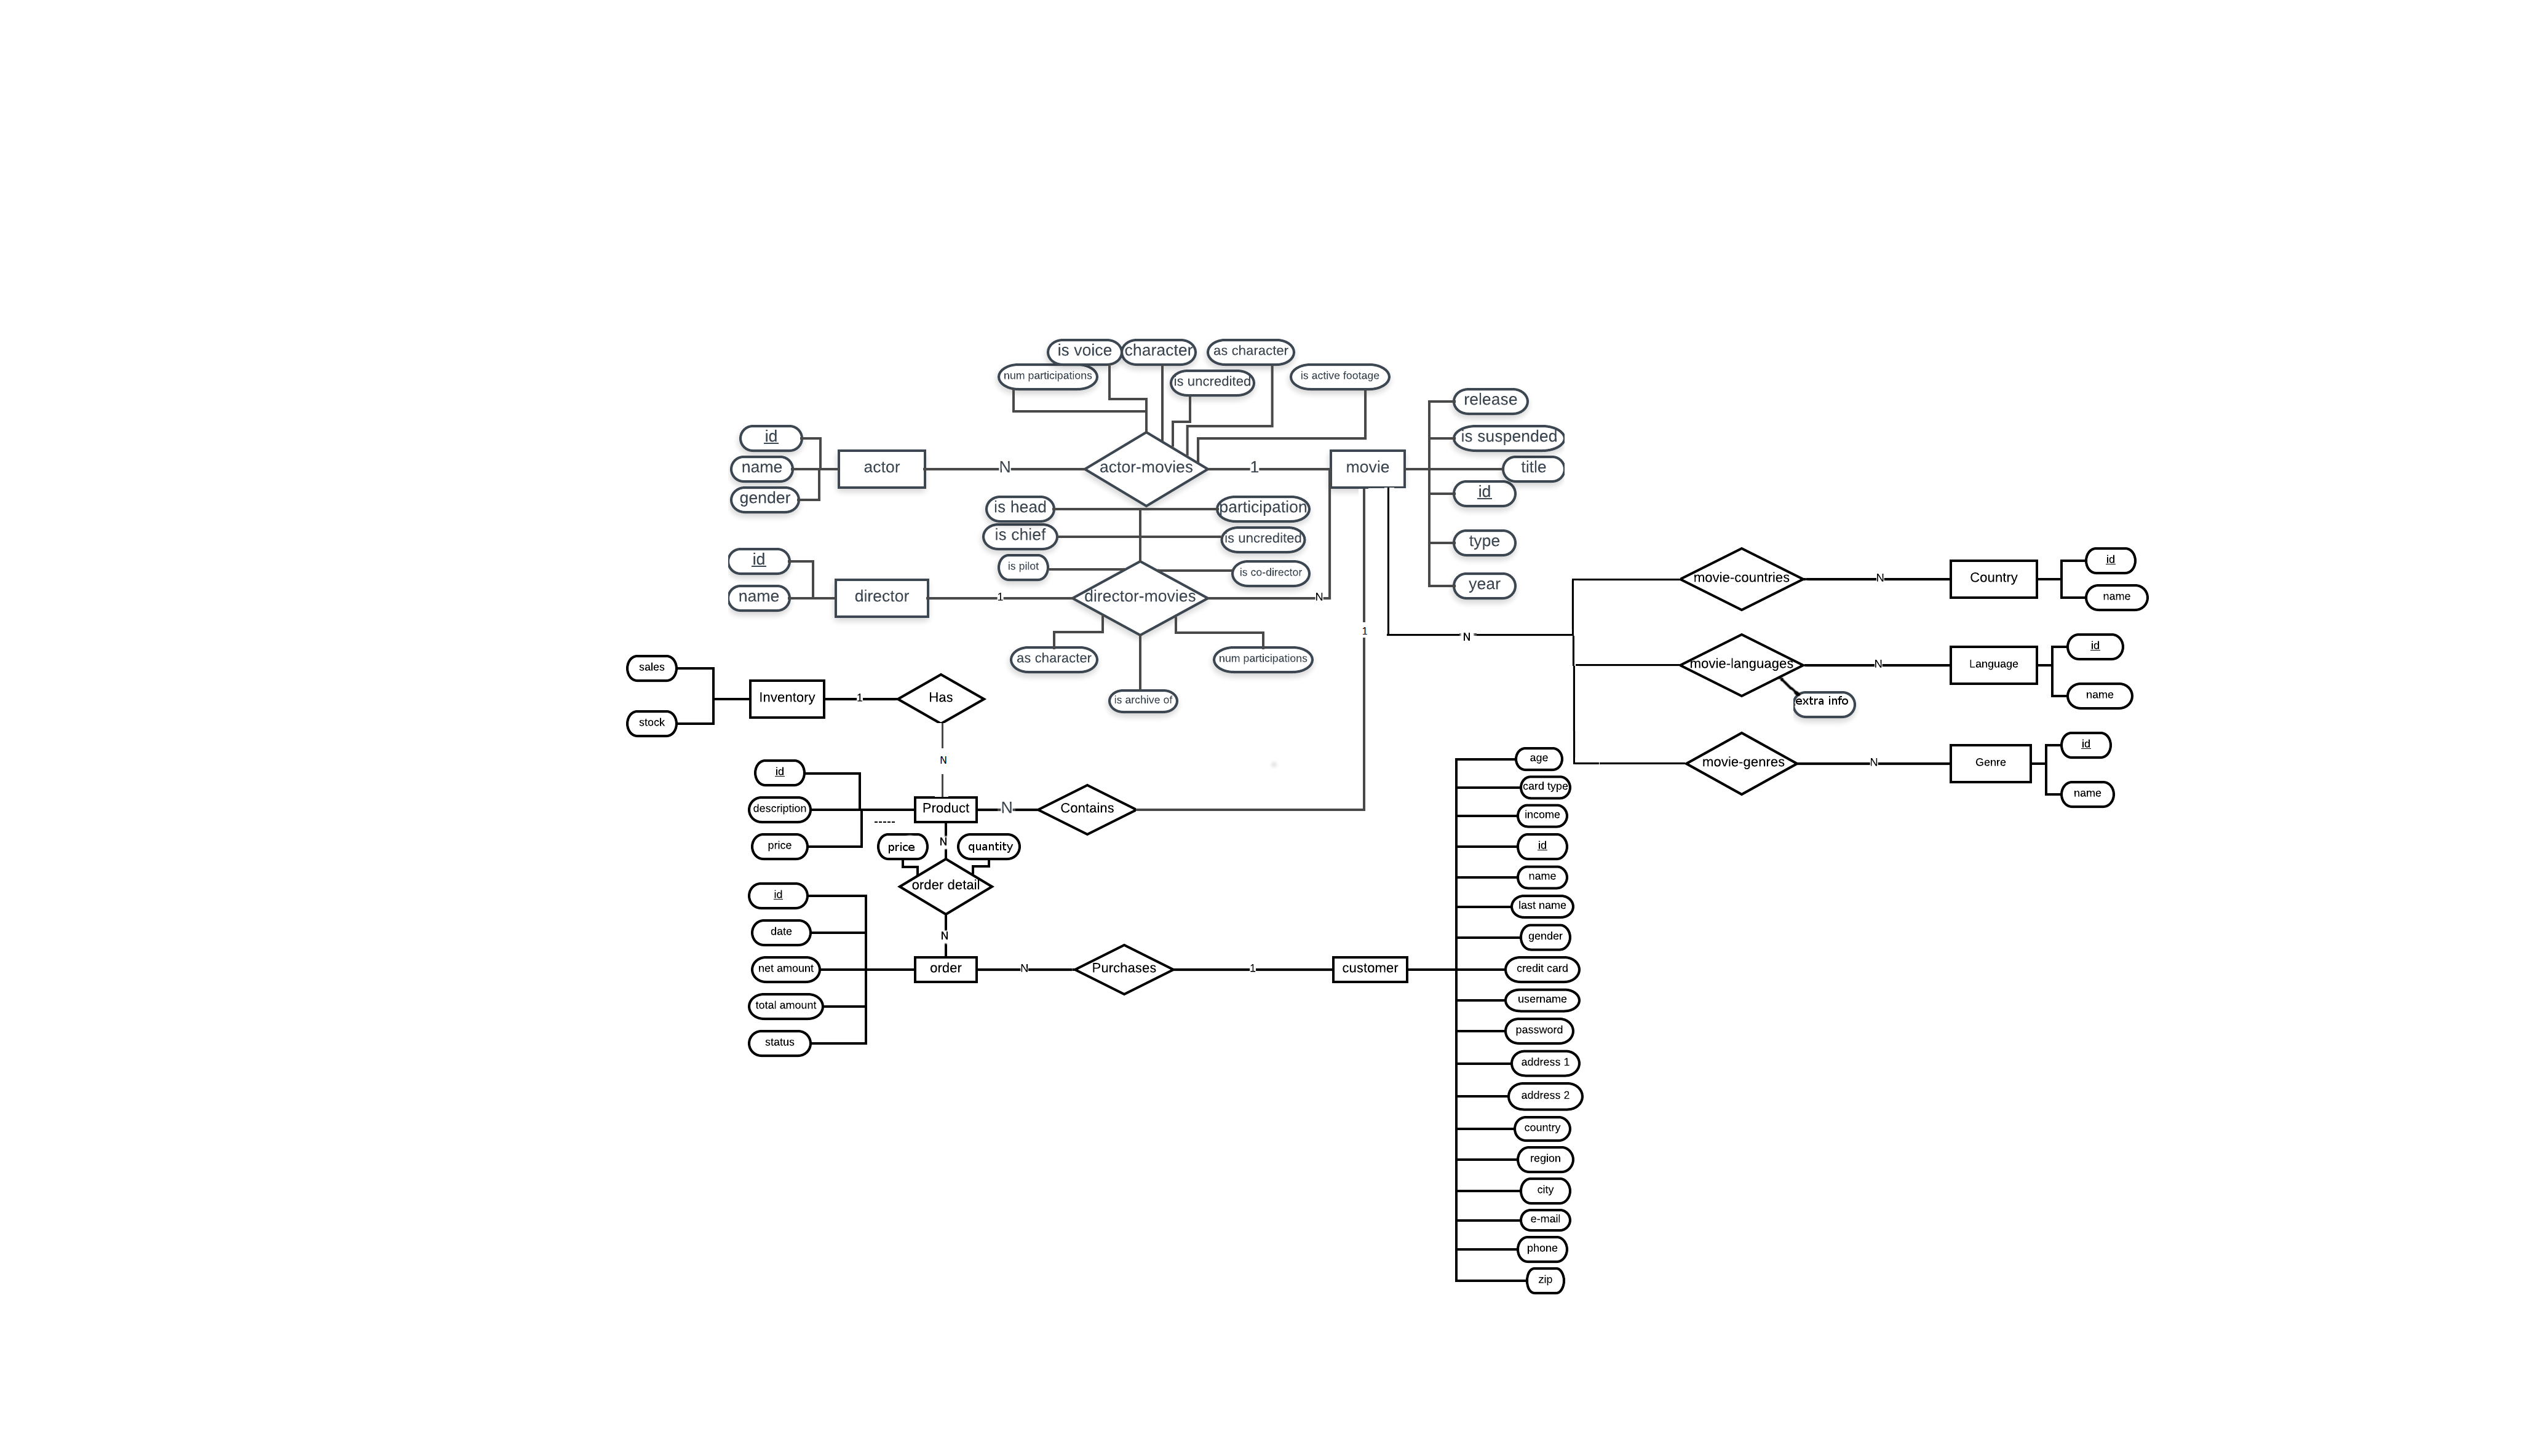 is voice
character
as character
num participations
is uncredited
is active footage
release
id
is suspended
name
actor
N
actor-movies
1
movie
title
gender
id
is head
participation
is chief
is uncredited
type
id
is pilot
is co-director
year
name
director
1
director-movies
N
movie-countries
N
Country
id
name
1
N
as character
num participations
movie-languages
N
Language
id
name
extra info
sales
Inventory
1
Has
is archive of
stock
N
movie-genres
N
Genre
id
name
id
description
Product
N
Contains
price
-----
N
price
quantity
order detail
N
id
date
net amount
order
N
Purchases
1
customer
total amount
status
age
card type
income
id
name
last name
gender
credit card
username
password
address 1
address 2
country
region
city
e-mail
phone
zip